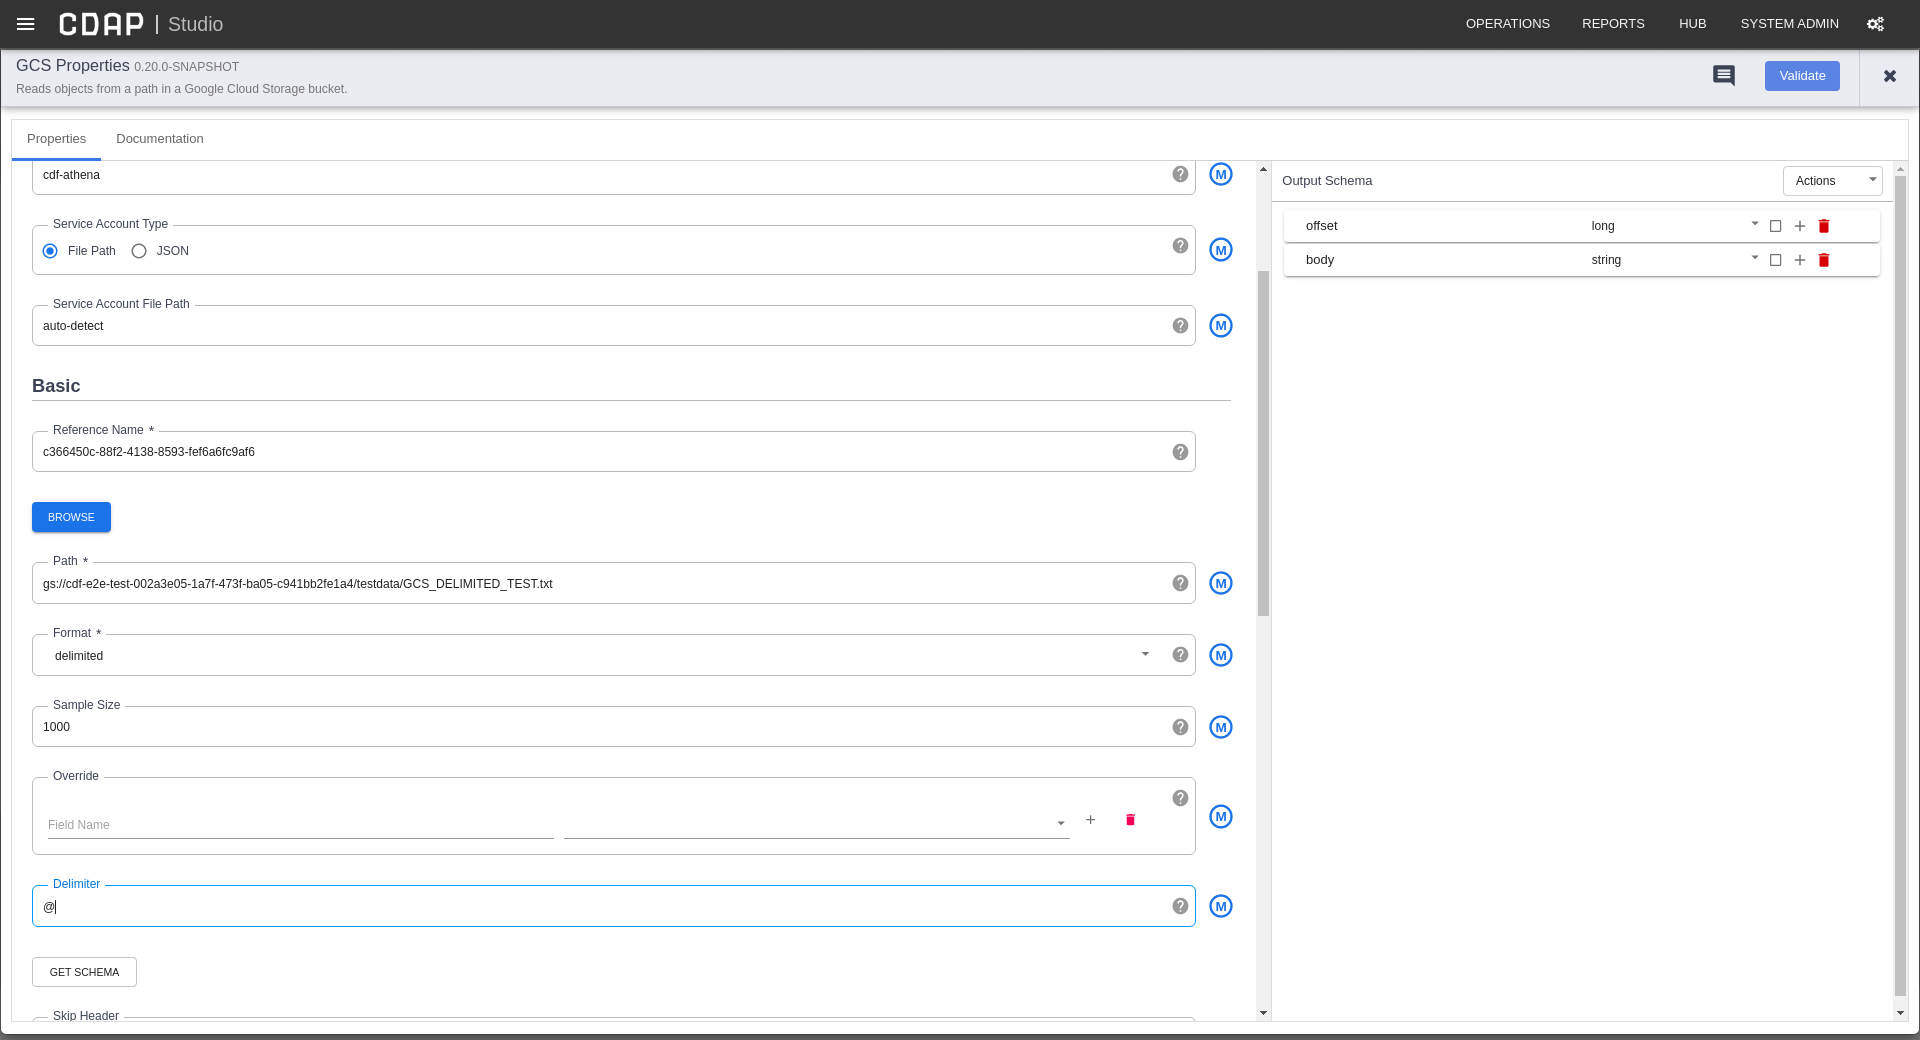 CDAP | Studio
OPERATIONS REPORTS HUB SYSTEM ADMIN
GCS Properties 0.20.0-SNAPSHOT
Reads objects from a path in a Google Cloud Storage bucket.
Validate
Properties Documentation
cdf-athena
M
Service Account Type
File Path JSON
M
Service Account File Path
auto-detect
M
Basic
Reference Name *
c366450c-88f2-4138-8593-fef6a6fc9af6
BROWSE
Path *
gs://cdf-e2e-test-002a3e05-1a7f-473f-ba05-c941bb2fe1a4/testdata/GCS_DELIMITED_TEST.txt
M
Format *
delimited
M
Sample Size
1000
M
Override
Field Name
M
Delimiter
@
M
GET SCHEMA
Skip Header
Output Schema
Actions
offset long
body string